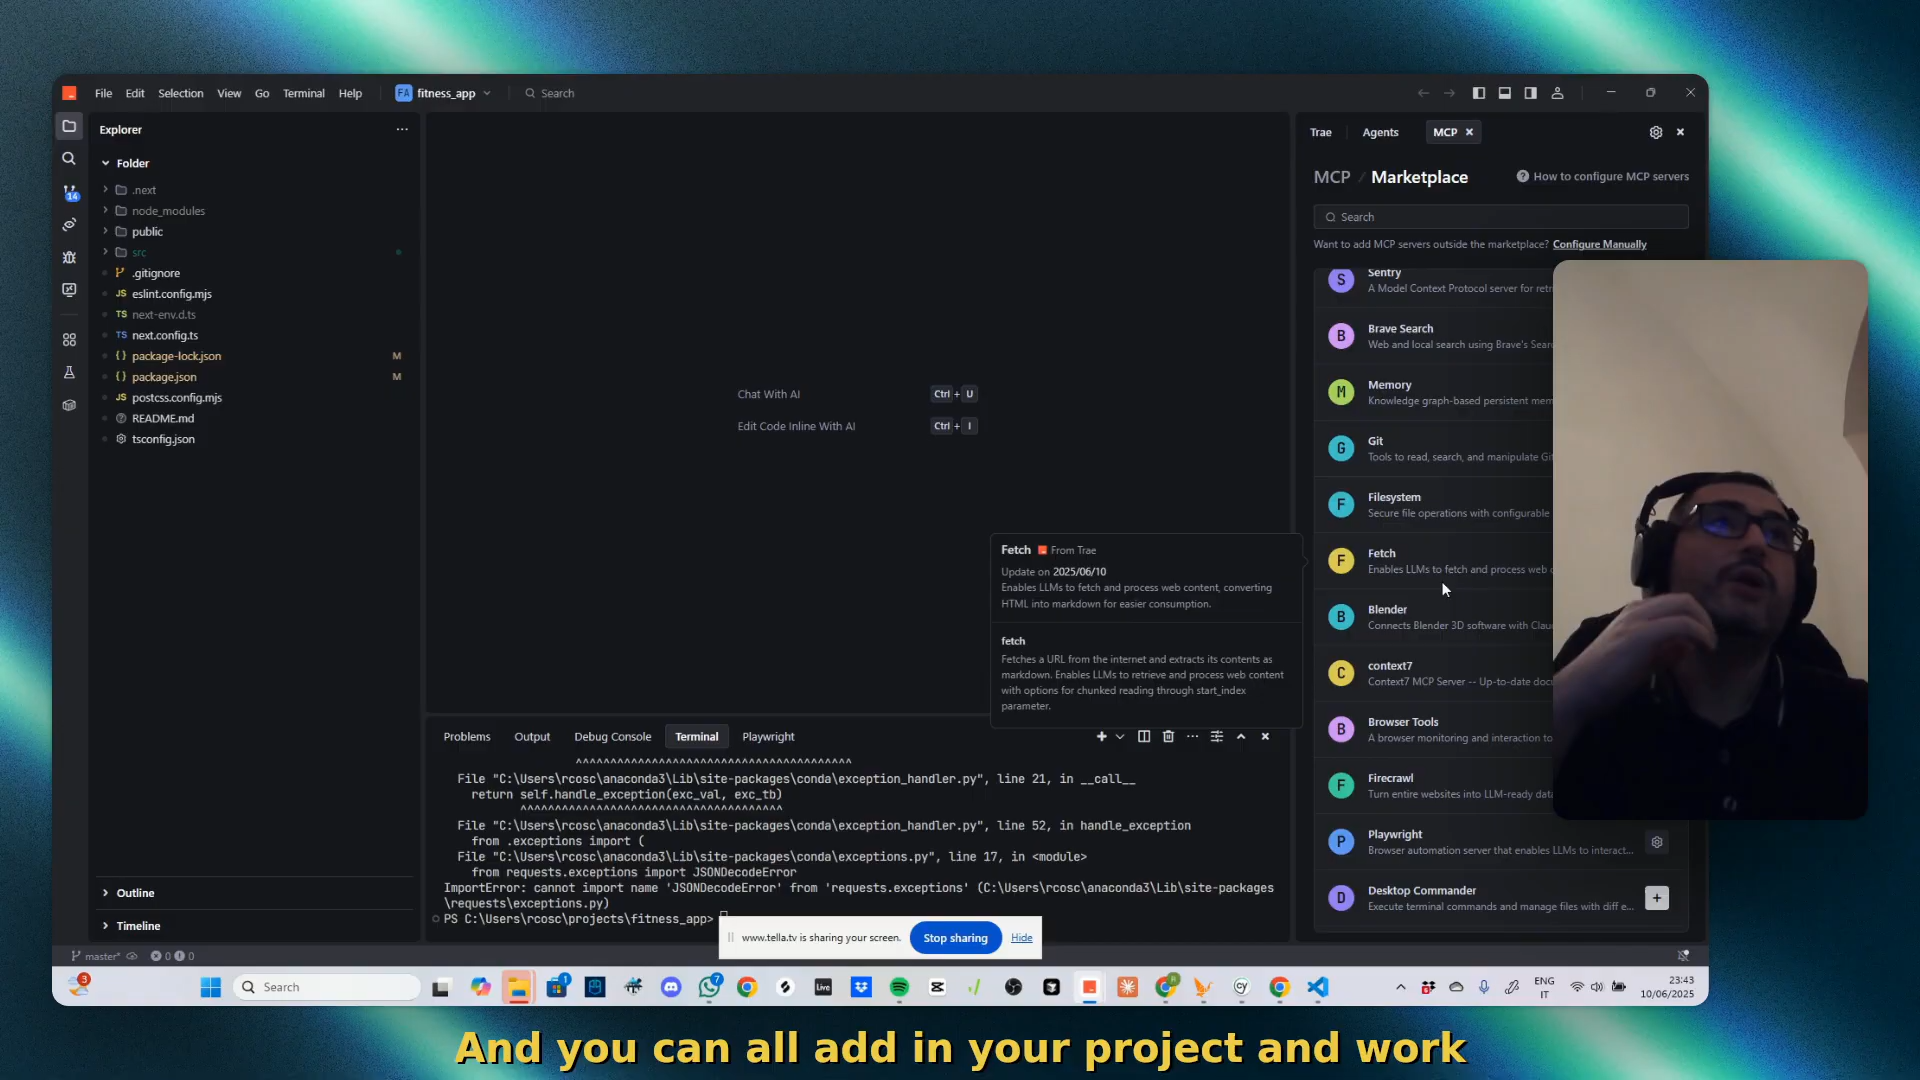 File Edit Selection View Go Terminal Help FA fitness_app Search
Explorer
Folder
.next
node_modules
public
src
.gitignore
JS eslint.config.mjs
TS next-env.d.ts
TS next.config.ts
{} package-lock.json M
{} package.json M
JS postcss.config.mjs
README.md
tsconfig.json
Outline
Timeline
14
Chat With AI Ctrl + U
Edit Code Inline With AI Ctrl + I
Fetch From Trae
Update on 2025/06/10
Enables LLMs to fetch and process web content, converting
HTML into markdown for easier consumption.
fetch
Fetches a URL from the internet and extracts its contents as
markdown. Enables LLMs to retrieve and process web content
with options for chunked reading through start_index
parameter.
Problems Output Debug Console Terminal Playwright
^^^^^^^^^^^^^^^^^^^^^^^^^^^^^^^^^^^^^^^
File "C:\Users\rcosc\anaconda3\Lib\site-packages\conda\exception_handler.py", line 21, in __call__
return self.handle_exception(exc_val, exc_tb)
^^^^^^^^^^^^^^^^^^^^^^^^^^^^^^^^^^^^^
File "C:\Users\rcosc\anaconda3\Lib\site-packages\conda\exception_handler.py", line 52, in handle_exception
from .exceptions import (
File "C:\Users\rcosc\anaconda3\Lib\site-packages\conda\exceptions.py", line 17, in <module>
from requests.exceptions import JSONDecodeError
ImportError: cannot import name 'JSONDecodeError' from 'requests.exceptions' (C:\Users\rcosc\anaconda3\Lib\site-packages
\requests\exceptions.py)
PS C:\Users\rcosc\projects\fitness_app>
Trae Agents MCP
MCP / Marketplace How to configure MCP servers
Search
Want to add MCP servers outside the marketplace? Configure Manually
S Sentry
A Model Context Protocol server for retr
B Brave Search
Web and local search using Brave's Sear
M Memory
Knowledge graph-based persistent mem
G Git
Tools to read, search, and manipulate Git
F Filesystem
Secure file operations with configurable
F Fetch
Enables LLMs to fetch and process web c
B Blender
Connects Blender 3D software with Clau
C context7
Context7 MCP Server -- Up-to-date doc
B Browser Tools
A browser monitoring and interaction to
F Firecrawl
Turn entire websites into LLM-ready data
P Playwright
Browser automation server that enables LLMs to interact...
D Desktop Commander
Execute terminal commands and manage files with diff e...
www.tella.tv is sharing your screen. Stop sharing Hide
master* 0 0
3 Search 1 7 Live ENG 23:43
IT 10/06/2025
And you can all add in your project and work